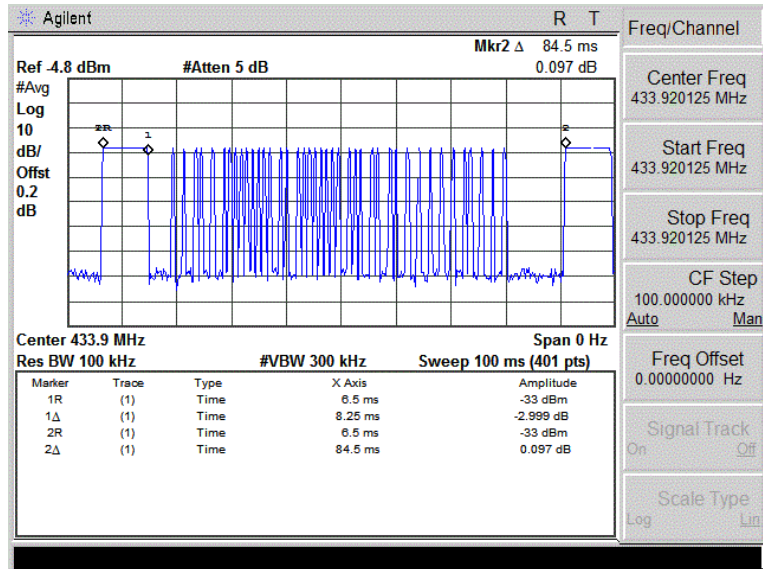 Agilent R T
Mkr2 Δ 84.5 ms
Ref -4.8 dBm #Atten 5 dB 0.097 dB
#Avg
Log
10
dB/
Offst
0.2
dB
2R
1
2
Center 433.9 MHz Span 0 Hz
Res BW 100 kHz #VBW 300 kHz Sweep 100 ms (401 pts)
Marker Trace Type X Axis Amplitude
1R (1) Time 6.5 ms -33 dBm
1Δ (1) Time 8.25 ms -2.999 dB
2R (1) Time 6.5 ms -33 dBm
2Δ (1) Time 84.5 ms 0.097 dB
Freq/Channel
Center Freq
433.920125 MHz
Start Freq
433.920125 MHz
Stop Freq
433.920125 MHz
CF Step
100.000000 kHz
Auto Man
Freq Offset
0.00000000 Hz
Signal Track
On Off
Scale Type
Log Lin